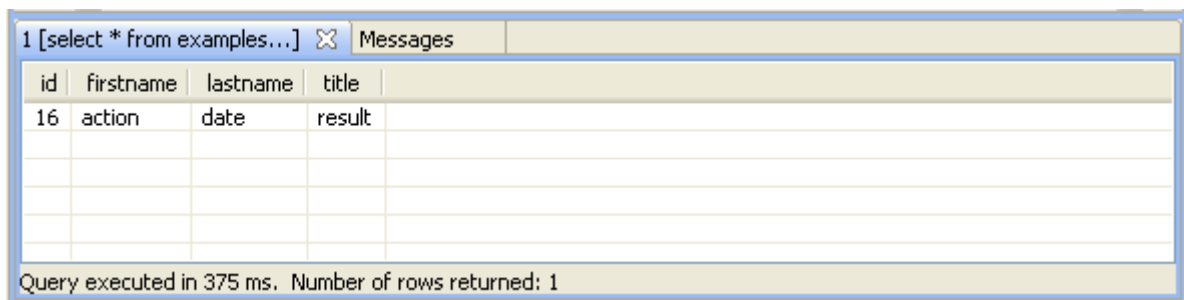 1 [select * from examples...] Messages
id firstname lastname title
16 action date result
Query executed in 375 ms. Number of rows returned: 1